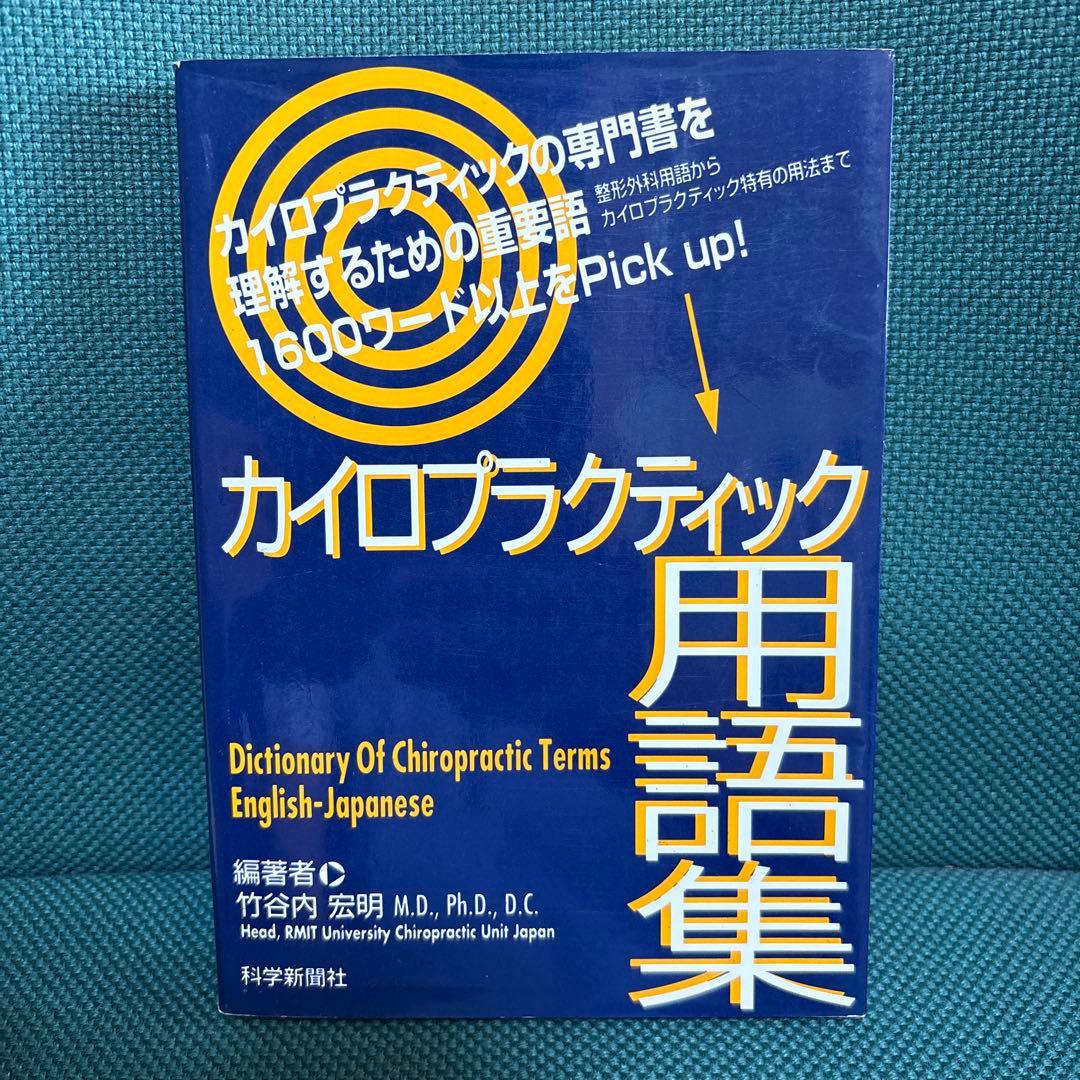 カイロプラクティックの専門書を
理解するための重要語
整形外科用語から
カイロプラクティック特有の用法まで
1600ワード以上をPick up!
カイロプラクティック
用語集
Dictionary Of Chiropractic Terms
English-Japanese
編著者
竹谷内 宏明 M.D., Ph.D., D.C.
Head, RMIT University Chiropractic Unit Japan
科学新聞社